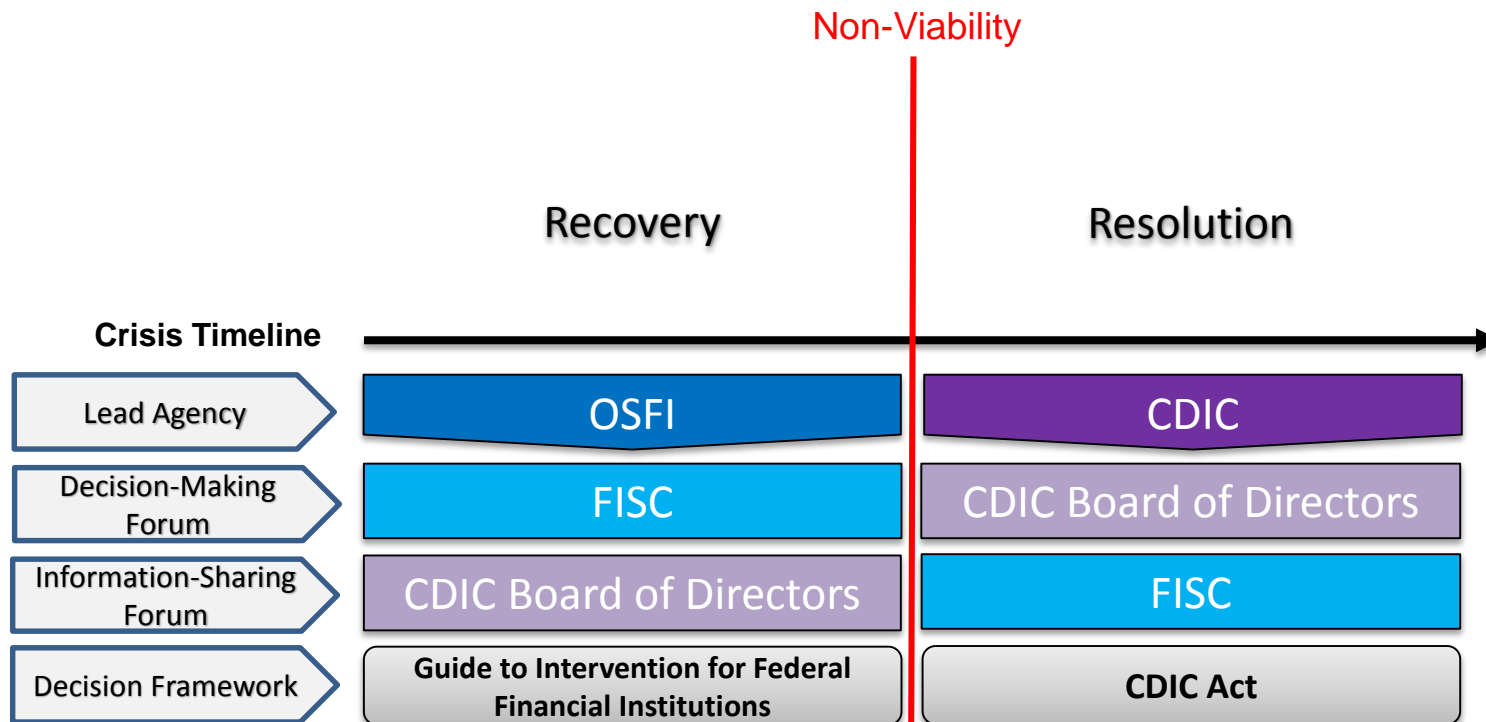 Non-Viability
Recovery
Resolution
Crisis Timeline
Lead Agency
OSFI
CDIC
Decision-Making
Forum
FISC
CDIC Board of Directors
Information-Sharing
Forum
CDIC Board of Directors
FISC
Decision Framework
Guide to Intervention for Federal
Financial Institutions
CDIC Act